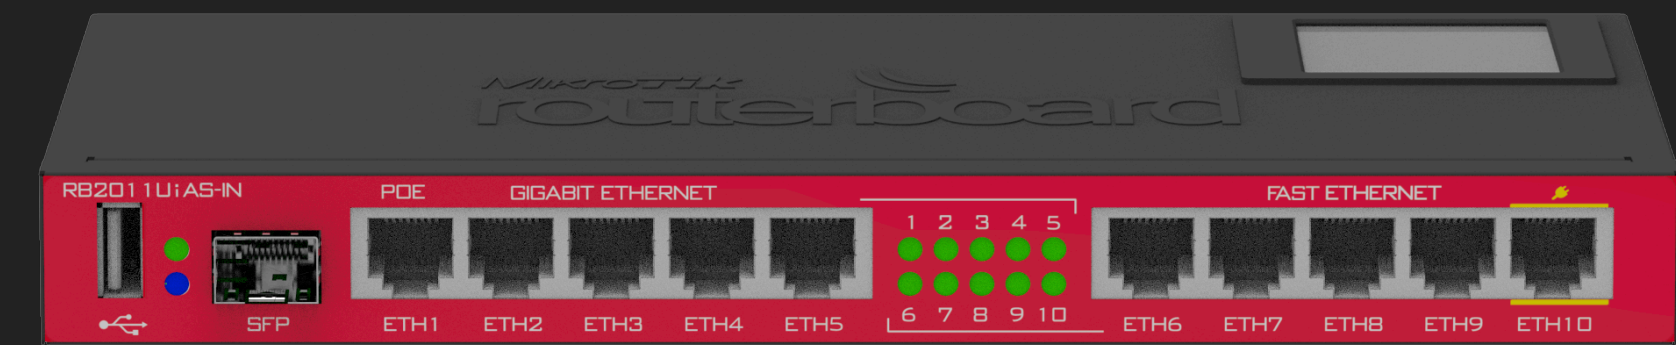 MikroTik
routerboard
RB2011UiAS-IN
POE GIGABIT ETHERNET
FAST ETHERNET
1 2 3 4 5
6 7 8 9 10
SFP ETH1 ETH2 ETH3 ETH4 ETH5
ETH6 ETH7 ETH8 ETH9 ETH10